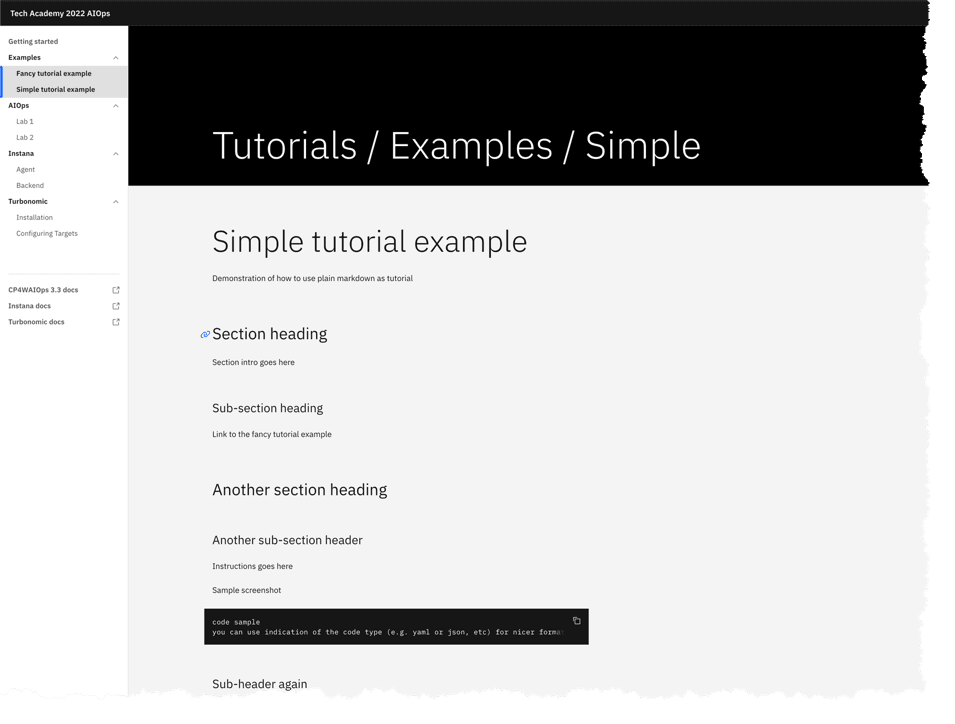 Tech Academy 2022 AIOps
Getting started
Examples
Fancy tutorial example
Simple tutorial example
AIOps
Lab 1
Lab 2
Instana
Agent
Backend
Turbonomic
Installation
Configuring Targets
CP4WAIOps 3.3 docs
Instana docs
Turbonomic docs
Tutorials / Examples / Simple
Simple tutorial example
Demonstration of how to use plain markdown as tutorial
Section heading
Section intro goes here
Sub-section heading
Link to the fancy tutorial example
Another section heading
Another sub-section header
Instructions goes here
Sample screenshot
code sample
you can use indication of the code type (e.g. yaml or json, etc) for nicer forma
Sub-header again